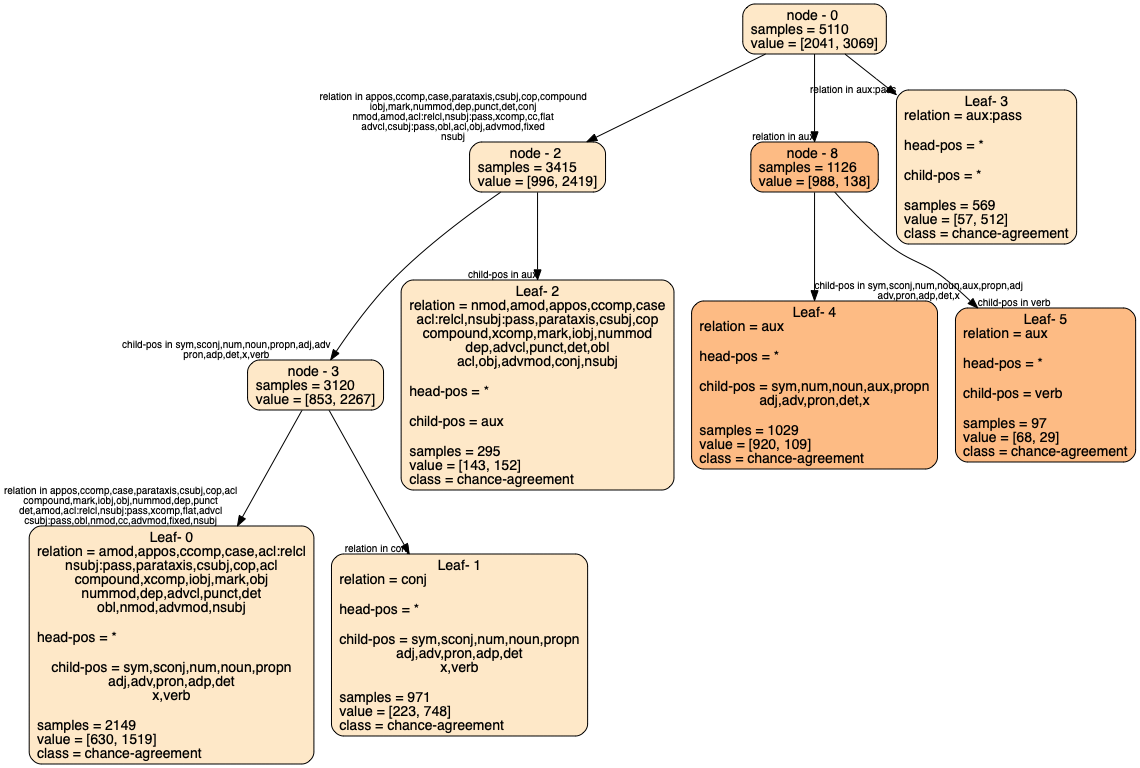 node - 0
samples = 5110
value = [2041, 3069]
relation in appos,ccomp,case,parataxis,csubj,cop,compound
iobj,mark,nummod,dep,punct,det,conj
nmod,amod,acl:relcl,nsubj:pass,xcomp,cc,flat
advcl,csubj:pass,obl,acl,obj,advmod,fixed
nsubj
relation in aux
relation in aux:pass
node - 2
samples = 3415
value = [996, 2419]
node - 8
samples = 1126
value = [988, 138]
Leaf- 3
relation = aux:pass
head-pos = *
child-pos = *
samples = 569
value = [57, 512]
class = chance-agreement
child-pos in sym,sconj,num,noun,propn,adj,adv
pron,adp,det,x,verb
child-pos in aux
child-pos in sym,sconj,num,noun,aux,propn,adj
adv,pron,adp,det,x
child-pos in verb
node - 3
samples = 3120
value = [853, 2267]
Leaf- 2
relation = nmod,amod,appos,ccomp,case
acl:relcl,nsubj:pass,parataxis,csubj,cop
compound,xcomp,mark,iobj,nummod
dep,advcl,punct,det,obl
acl,obj,advmod,conj,nsubj
head-pos = *
child-pos = aux
samples = 295
value = [143, 152]
class = chance-agreement
Leaf- 4
relation = aux
head-pos = *
child-pos = sym,num,noun,aux,propn
adj,adv,pron,det,x
samples = 1029
value = [920, 109]
class = chance-agreement
Leaf- 5
relation = aux
head-pos = *
child-pos = verb
samples = 97
value = [68, 29]
class = chance-agreement
relation in appos,ccomp,case,parataxis,csubj,cop,acl
compound,mark,iobj,obj,nummod,dep,punct
det,amod,acl:relcl,nsubj:pass,xcomp,flat,advcl
csubj:pass,obl,nmod,cc,advmod,fixed,nsubj
relation in conj
Leaf- 0
relation = amod,appos,ccomp,case,acl:relcl
nsubj:pass,parataxis,csubj,cop,acl
compound,xcomp,iobj,mark,obj
nummod,dep,advcl,punct,det
obl,nmod,advmod,nsubj
head-pos = *
child-pos = sym,sconj,num,noun,propn
adj,adv,pron,adp,det
x,verb
samples = 2149
value = [630, 1519]
class = chance-agreement
Leaf- 1
relation = conj
head-pos = *
child-pos = sym,sconj,num,noun,propn
adj,adv,pron,adp,det
x,verb
samples = 971
value = [223, 748]
class = chance-agreement